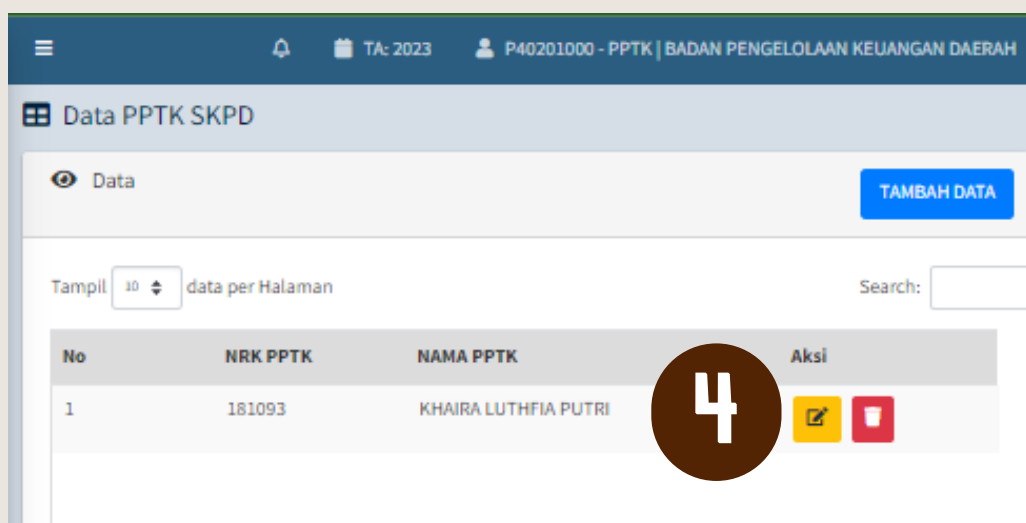 TA: 2023 P40201000 - PPTK | BADAN PENGELOLAAN KEUANGAN DAERAH
Data PPTK SKPD
Data TAMBAH DATA
Tampil 10 data per Halaman Search:
No NRK PPTK NAMA PPTK Aksi
1 181093 KHAIRA LUTHFIA PUTRI 4